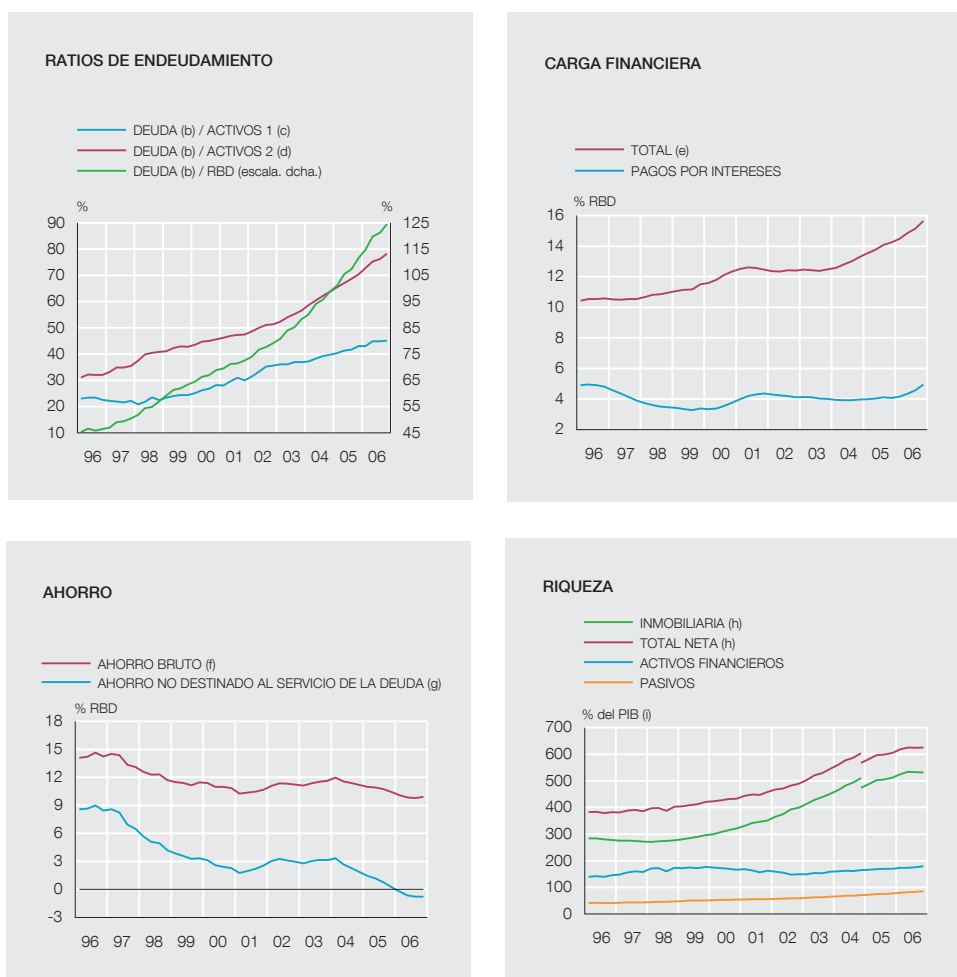 RATIOS DE ENDEUDAMIENTO
DEUDA (b) / ACTIVOS 1 (c)
DEUDA (b) / ACTIVOS 2 (d)
DEUDA (b) / RBD (escala. dcha.)
% %
90 125
80 115
70 105
60 95
50 85
40 75
30 65
20 55
10 45
96 97 98 99 00 01 02 03 04 05 06
CARGA FINANCIERA
TOTAL (e)
PAGOS POR INTERESES
% RBD
16
14
12
10
8
6
4
2
96 97 98 99 00 01 02 03 04 05 06
AHORRO
AHORRO BRUTO (f)
AHORRO NO DESTINADO AL SERVICIO DE LA DEUDA (g)
% RBD
18
15
12
9
6
3
0
-3
96 97 98 99 00 01 02 03 04 05 06
RIQUEZA
INMOBILIARIA (h)
TOTAL NETA (h)
ACTIVOS FINANCIEROS
PASIVOS
% del PIB (i)
700
600
500
400
300
200
100
0
96 97 98 99 00 01 02 03 04 05 06